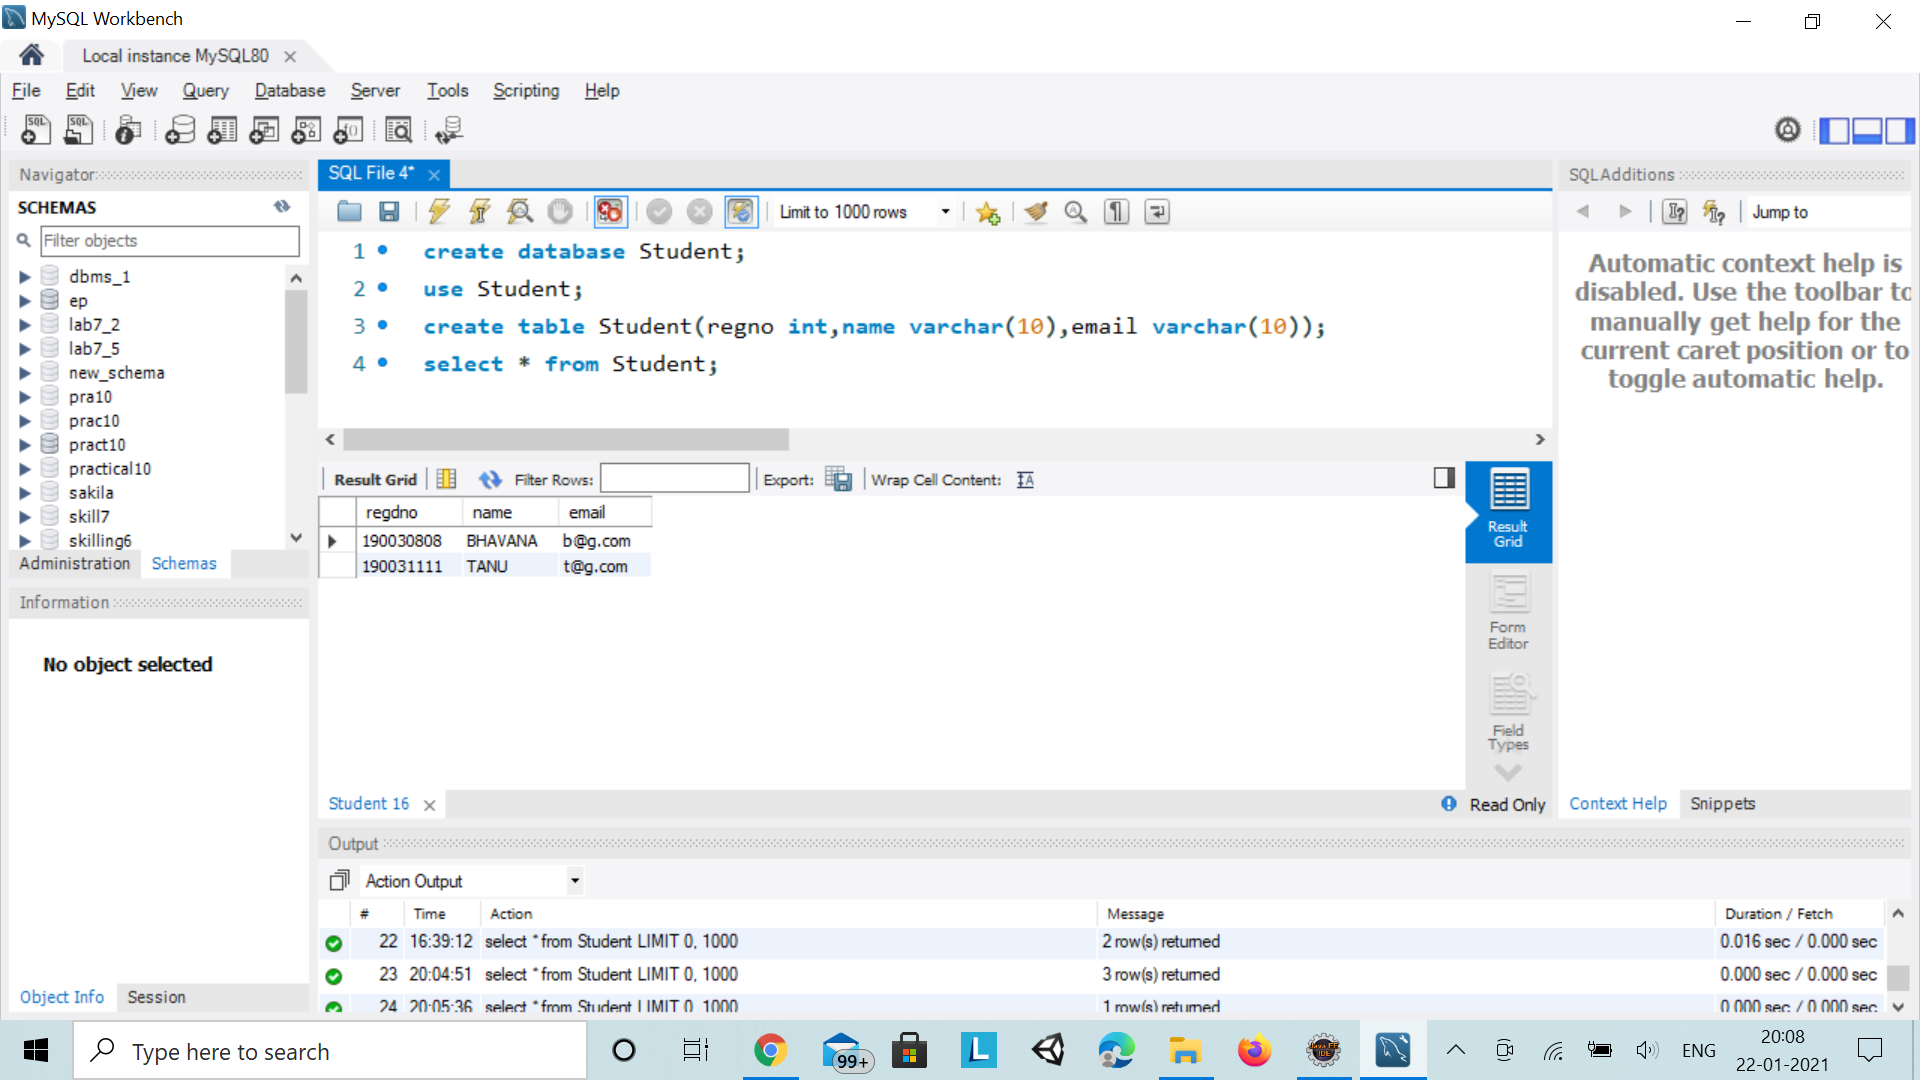 MySQL Workbench
Local instance MySQL80
File Edit View Query Database Server Tools Scripting Help
SQL SQL
Navigator
SCHEMAS
Filter objects
dbms_1
ep
lab7_2
lab7_5
new_schema
pra10
prac10
pract10
practical10
sakila
skill7
skilling6
Administration Schemas
Information
No object selected
Object Info Session
SQL File 4*
Limit to 1000 rows
1 create database Student;
2 use Student;
3 create table Student(regno int,name varchar(10),email varchar(10));
4 select * from Student;
Result Grid Filter Rows: Export: Wrap Cell Content:
regdno name email
190030808 BHAVANA b@g.com
190031111 TANU t@g.com
Result Grid
Form Editor
Field Types
Student 16
Read Only
SQLAdditions
Jump to
Automatic context help is
disabled. Use the toolbar to
manually get help for the
current caret position or to
toggle automatic help.
Context Help Snippets
Output
Action Output
# Time Action Message Duration / Fetch
22 16:39:12 select * from Student LIMIT 0, 1000 2 row(s) returned 0.016 sec / 0.000 sec
23 20:04:51 select * from Student LIMIT 0, 1000 3 row(s) returned 0.000 sec / 0.000 sec
24 20:05:36 select * from Student LIMIT 0, 1000 1 row(s) returned 0.000 sec / 0.000 sec
Type here to search
99+
L
Java EE
IDE
ENG
20:08
22-01-2021